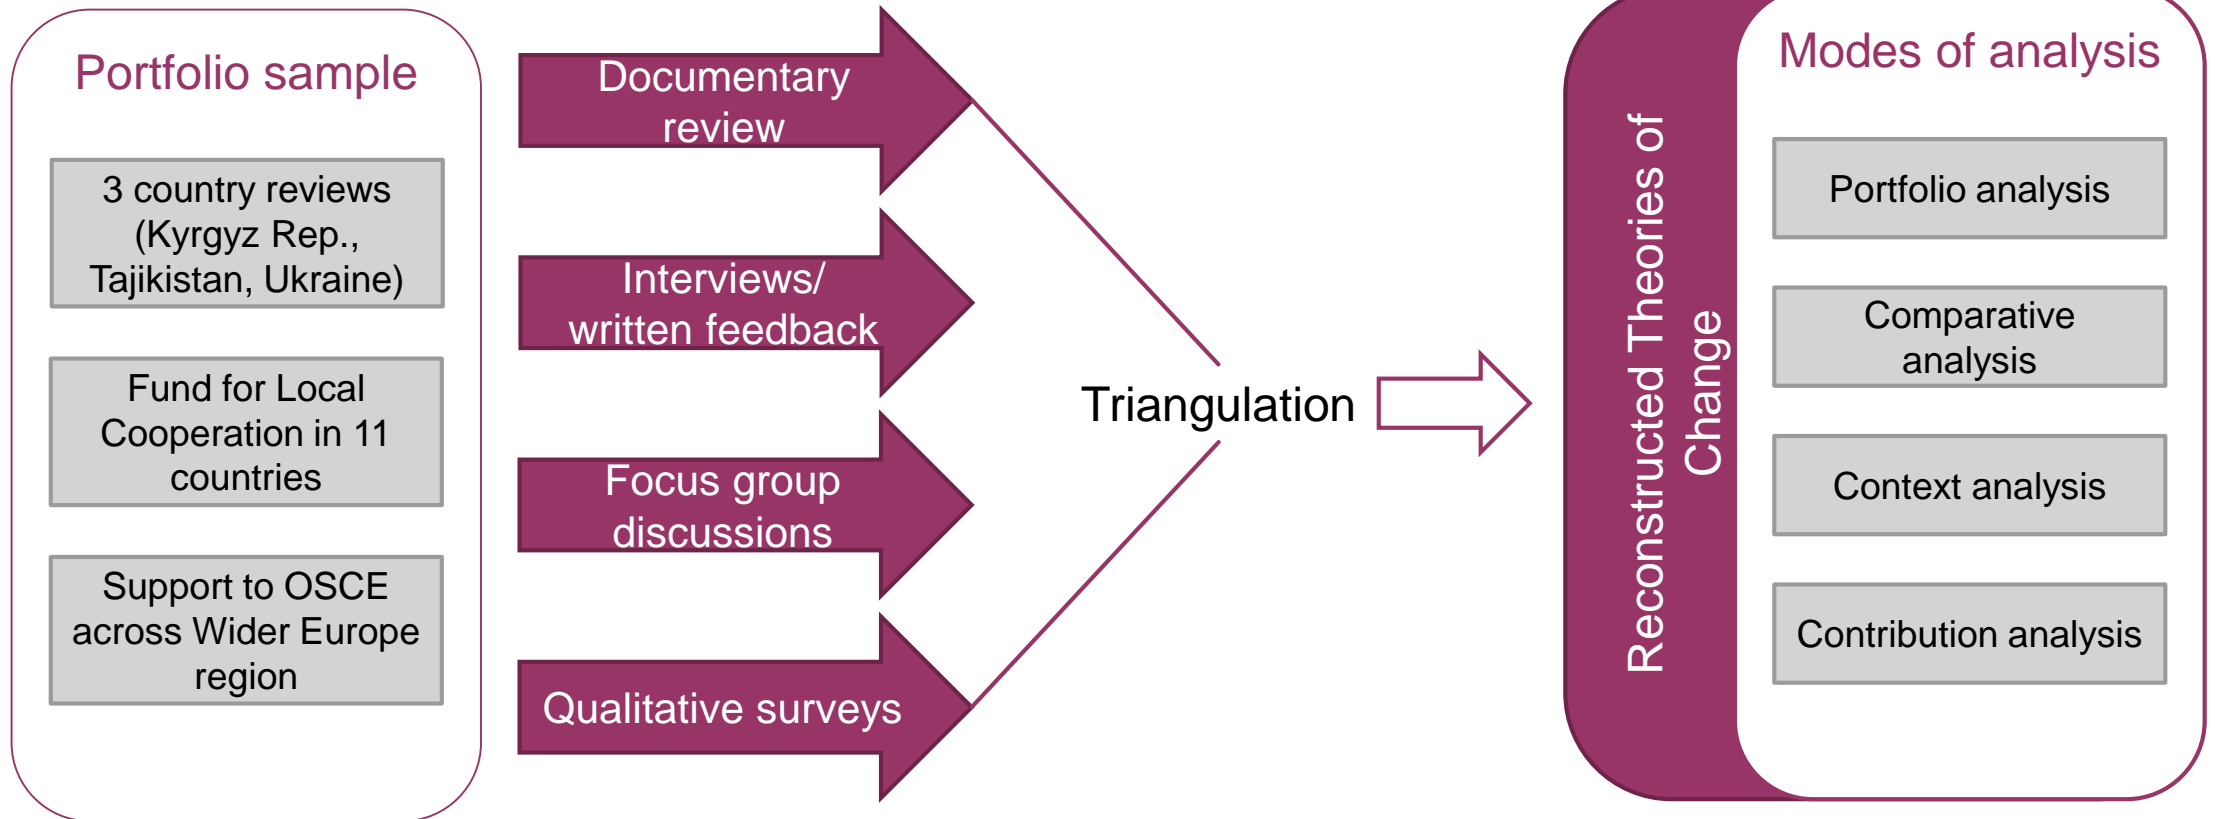 Portfolio sample
3 country reviews
(Kyrgyz Rep.,
Tajikistan, Ukraine)
Fund for Local
Cooperation in 11
countries
Support to OSCE
across Wider Europe
region
Documentary
review
Interviews/
written feedback
Focus group
discussions
Qualitative surveys
Triangulation
Reconstructed Theories of
Change
Modes of analysis
Portfolio analysis
Comparative
analysis
Context analysis
Contribution analysis